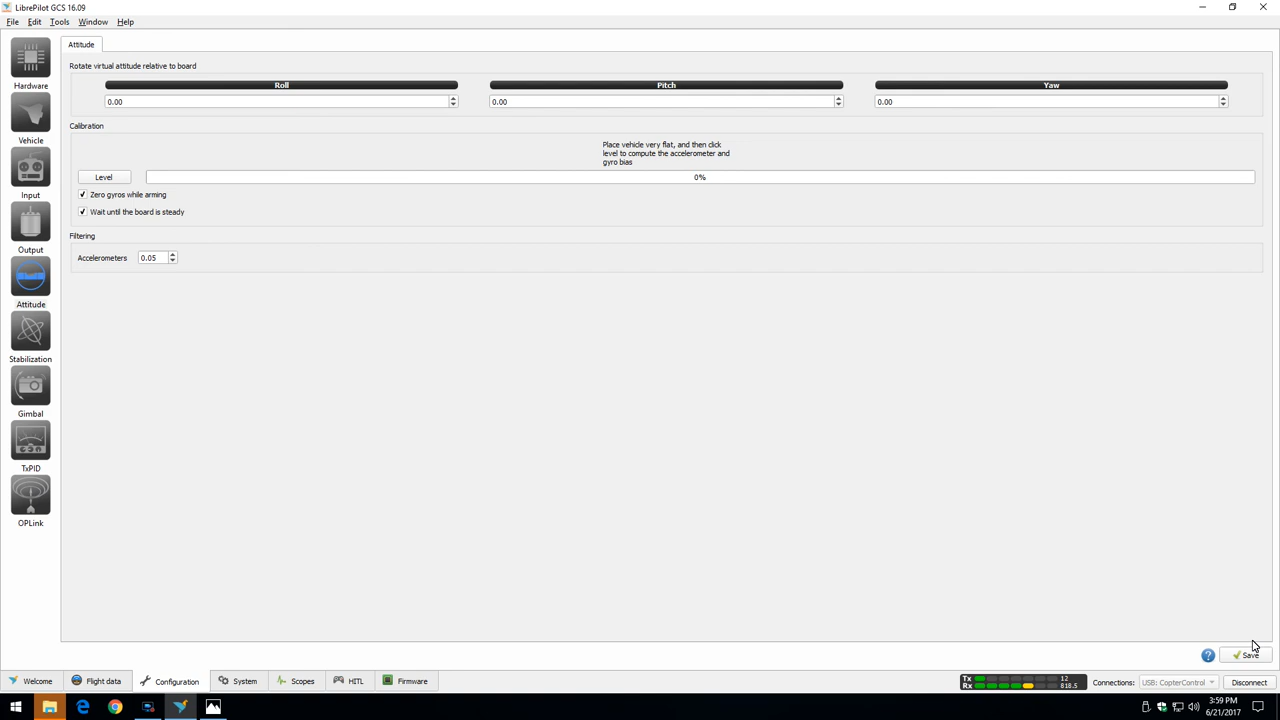 LibrePilot GCS 16.09
File Edit Tools Window Help
Hardware
Vehicle
Input
Output
Attitude
Stabilization
Gimbal
TxPID
OPLink
Attitude
Rotate virtual attitude relative to board
Roll Pitch Yaw
0.00 0.00 0.00
Calibration
Place vehicle very flat, and then click
level to compute the accelerometer and
gyro bias
Level 0%
Zero gyros while arming
Wait until the board is steady
Filtering
Accelerometers 0.05
Save
Welcome Flight data Configuration System Scopes HITL Firmware
Tx 12
Rx 818.5
Connections: USB: CopterControl Disconnect
3:59 PM
6/21/2017